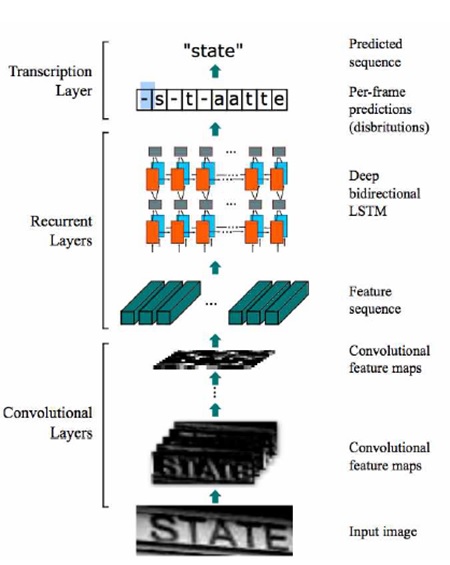 "state"
Predicted
sequence
Transcription
Layer
-s-t-aatte
Per-frame
predictions
(disbritutions)
Deep
bidirectional
LSTM
Recurrent
Layers
...
Feature
sequence
Convolutional
feature maps
Convolutional
Layers
STATE
Convolutional
feature maps
STATE
Input image